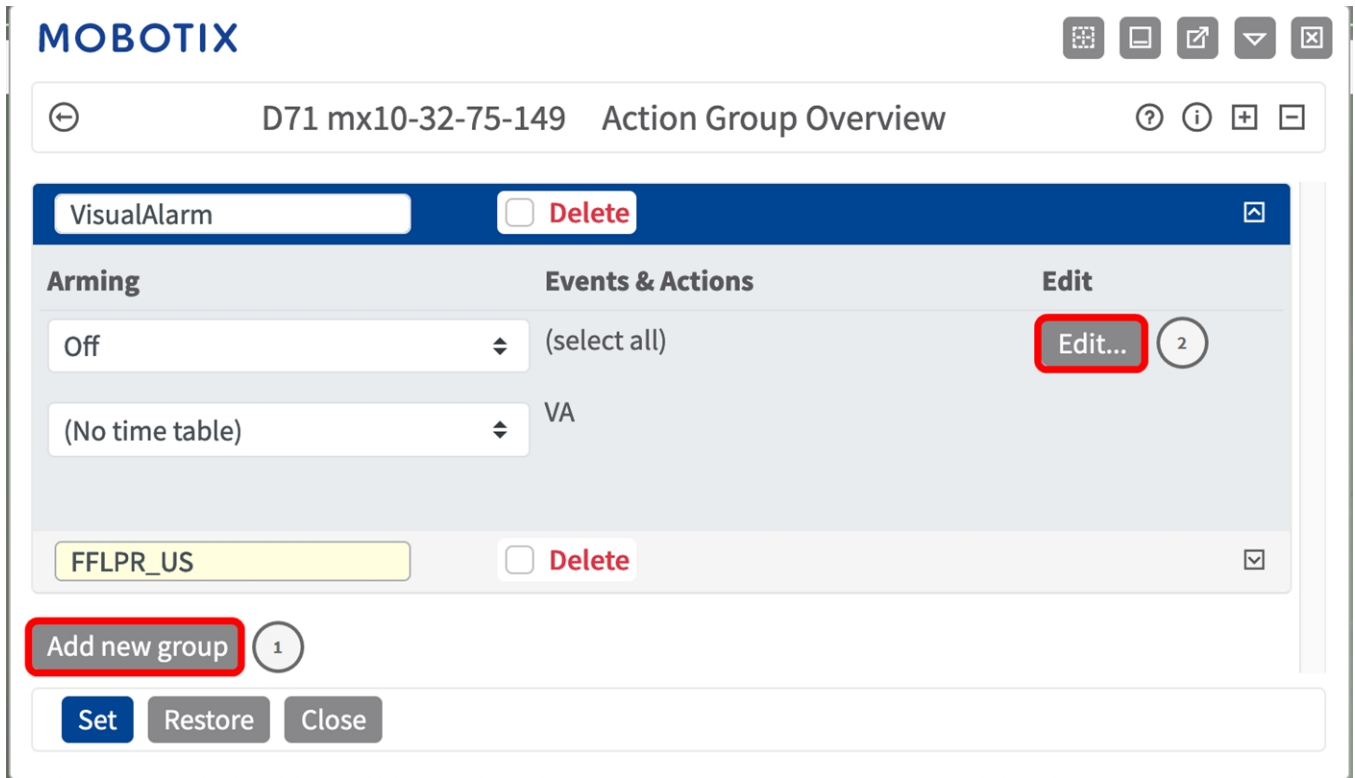 MOBOTIX
D71 mx10-32-75-149 Action Group Overview
VisualAlarm Delete
Arming Events & Actions Edit
Off (select all) Edit... 2
(No time table) VA
FFLPR_US Delete
Add new group 1
Set Restore Close